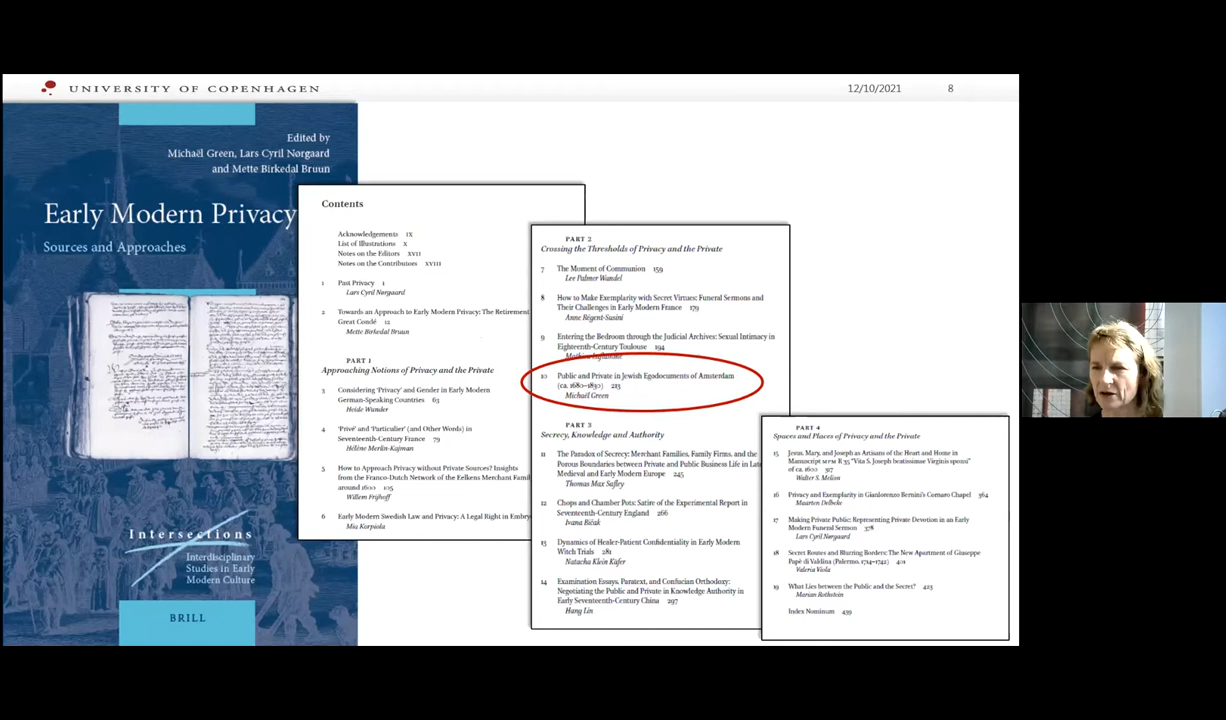 UNIVERSITY OF COPENHAGEN
12/10/2021
8
Edited by
Michaël Green, Lars Cyril Nørgaard
and Mette Birkedal Bruun
Early Modern Privacy
Sources and Approaches
Intersections
Interdisciplinary
Studies in Early
Modern Culture
BRILL
Contents
Acknowledgements IX
List of Illustrations X
Notes on the Editors XVII
Notes on the Contributors XVIII
1 Past Privacy 1
Lars Cyril Nørgaard
2 Towards an Approach to Early Modern Privacy: The Retirement
Great Condé 12
Mette Birkedal Bruun
PART 1
Approaching Notions of Privacy and the Private
3 Considering ‘Privacy’ and Gender in Early Modern
German-Speaking Countries 63
Heide Wunder
4 ‘Privé’ and ‘Particulier’ (and Other Words) in
Seventeenth-Century France 79
Hélène Merlin-Kajman
5 How to Approach Privacy without Private Sources? Insights
from the Franco-Dutch Network of the Eelkens Merchant Famil
around 1600 105
Willem Frijhoff
6 Early Modern Swedish Law and Privacy: A Legal Right in Embry
Mia Korpiola
PART 2
Crossing the Thresholds of Privacy and the Private
7 The Moment of Communion 159
Lee Palmer Wandel
8 How to Make Exemplarity with Secret Virtues: Funeral Sermons and
Their Challenges in Early Modern France 179
Anne Régent-Susini
9 Entering the Bedroom through the Judicial Archives: Sexual Intimacy in
Eighteenth-Century Toulouse 194
Mathieu Laflamme
10 Public and Private in Jewish Egodocuments of Amsterdam
(ca. 1680–1830) 213
Michaël Green
PART 3
Secrecy, Knowledge and Authority
11 The Paradox of Secrecy: Merchant Families, Family Firms, and the
Porous Boundaries between Private and Public Business Life in Late
Medieval and Early Modern Europe 245
Thomas Max Safley
12 Chops and Chamber Pots: Satire of the Experimental Report in
Seventeenth-Century England 266
Ivana Bičak
13 Dynamics of Healer-Patient Confidentiality in Early Modern
Witch Trials 281
Natacha Klein Käfer
14 Examination Essays, Paratext, and Confucian Orthodoxy:
Negotiating the Public and Private in Knowledge Authority in
Early Seventeenth-Century China 297
Hang Lin
PART 4
Spaces and Places of Privacy and the Private
15 Jesus, Mary, and Joseph as Artisans of the Heart and Home in
Manuscript MPM R 35 “Vita S. Joseph beatissimae Virginis sponsi”
of ca. 1600 317
Walter S. Melion
16 Privacy and Exemplarity in Gianlorenzo Bernini's Cornaro Chapel 364
Maarten Delbeke
17 Making Private Public: Representing Private Devotion in an Early
Modern Funeral Sermon 378
Lars Cyril Nørgaard
18 Secret Routes and Blurring Borders: The New Apartment of Giuseppe
Papè di Valdina (Palermo, 1714–1742) 401
Valeria Viola
19 What Lies between the Public and the Secret? 423
Marian Rothstein
Index Nominum 439